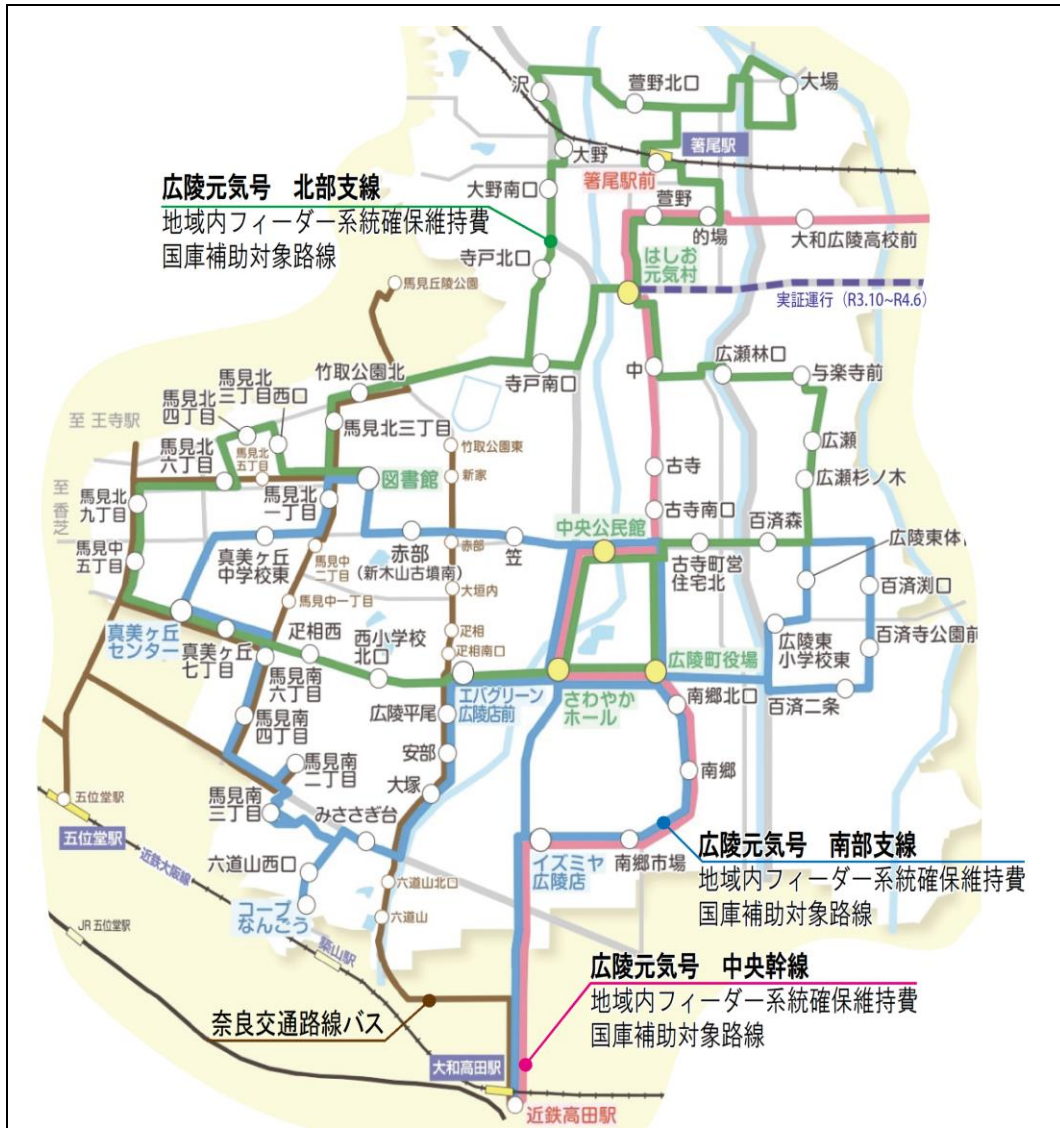 沢
萱野北口
大場
大野
箸尾駅
箸尾駅前
広陵元気号　北部支線
地域内フィーダー系統確保維持費
国庫補助対象路線
大野南口
萱野
的場
大和広陵高校前
はしお
元気村
寺戸北口
馬見丘陵公園
実証運行（R3.10~R4.6）
寺戸南口
中
広瀬林口
与楽寺前
竹取公園北
馬見北
三丁目西口
馬見北
四丁目
至 王寺駅
馬見北三丁目
竹取公園東
馬見北
六丁目
馬見北
五丁目
広瀬
新家
古寺
広瀬杉ノ木
至 香芝
図書館
馬見北
九丁目
馬見北
一丁目
古寺南口
百済森
中央公民館
馬見中
五丁目
真美ヶ丘
中学校東
赤部
（新木山古墳南）
赤部
笠
古寺町営
住宅北
広陵東体
馬見中
二丁目
大垣内
百済渕口
馬見中一丁目
真美ヶ丘
センター
真美ヶ丘
七丁目
疋相西
西小学校
北口
疋相
疋相南口
広陵東
小学校東
百済寺公園前
馬見南
六丁目
エバグリーン
広陵店前
さわやか
ホール
広陵町役場
南郷北口
百済二条
馬見南
四丁目
広陵平尾
馬見南
二丁目
安部
南郷
馬見南
三丁目
大塚
五位堂駅
みささぎ台
五位堂駅
近鉄大阪線
六道山西口
イズミヤ
広陵店
南郷市場
広陵元気号　南部支線
地域内フィーダー系統確保維持費
国庫補助対象路線
六道山北口
コープ
なんごう
六道山
JR 五位堂駅
築山駅
広陵元気号　中央幹線
地域内フィーダー系統確保維持費
国庫補助対象路線
奈良交通路線バス
大和高田駅
近鉄高田駅